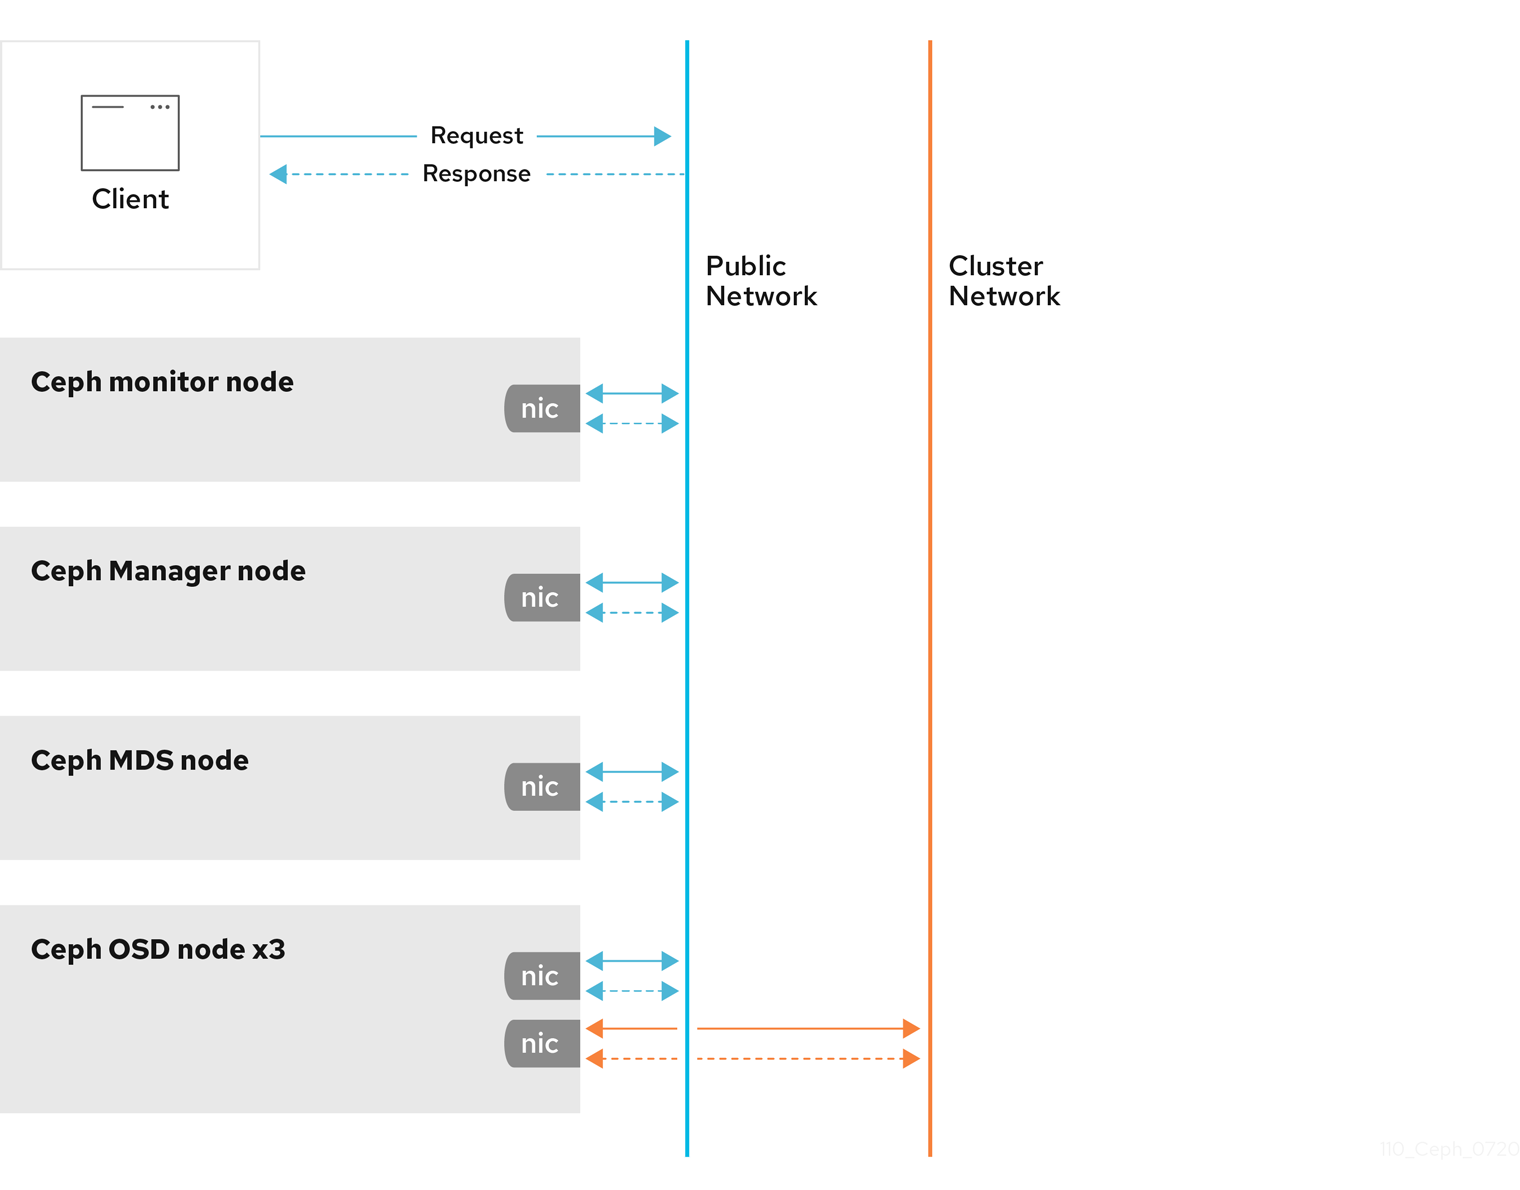 Request
Response
Client
Public
Network
Cluster
Network
Ceph monitor node
nic
Ceph Manager node
nic
Ceph MDS node
nic
Ceph OSD node x3
nic
nic
110_Ceph_0720